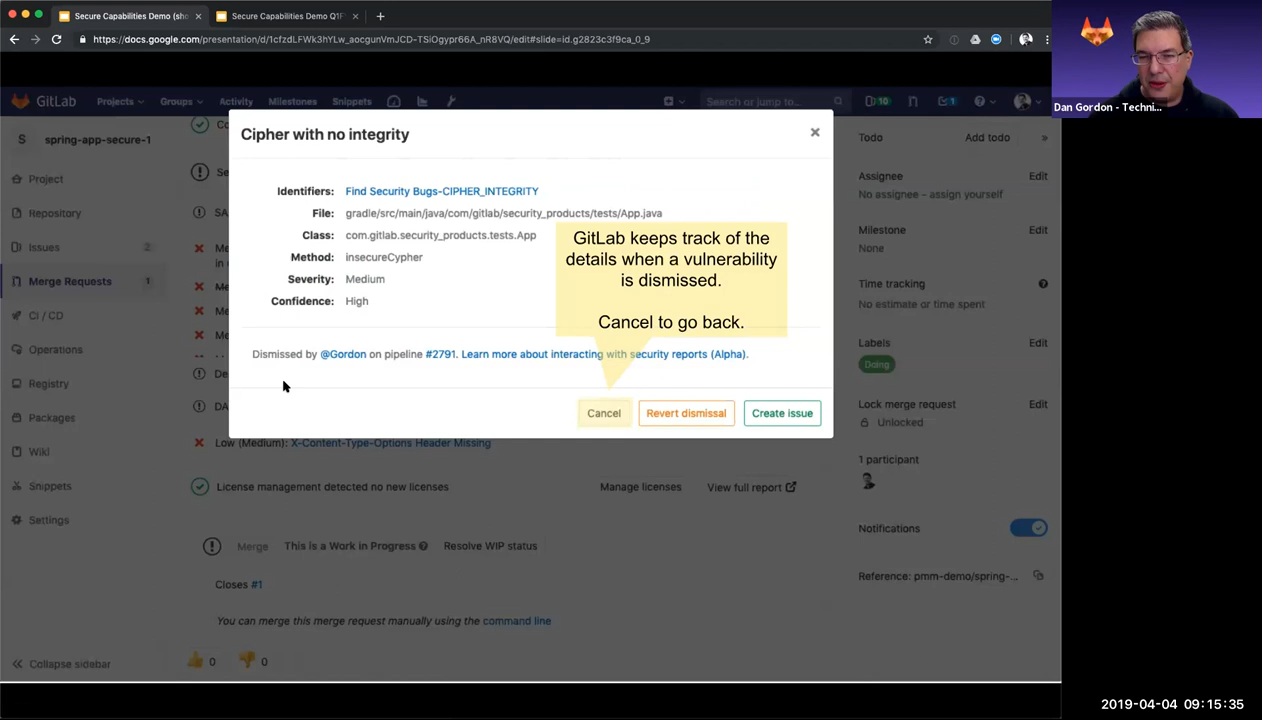 Secure Capabilities Demo (sho
Secure Capabilities Demo Q1F
https://docs.google.com/presentation/d/1cfzdLFWk3hYLw_aocgunVmJCD-TSiOgypr66A_nR8VQ/edit#slide=id.g2823c3f9ca_0_9
Dan Gordon - Techni...
GitLab
Projects
Groups
Activity
Milestones
Snippets
Search or jump to...
10
1
S
spring-app-secure-1
Project
Repository
Issues
2
Merge Requests
1
CI / CD
Operations
Registry
Packages
Wiki
Snippets
Settings
Collapse sidebar
Cipher with no integrity
Identifiers:
Find Security Bugs-CIPHER_INTEGRITY
File:
gradle/src/main/java/com/gitlab/security_products/tests/App.java
Class:
com.gitlab.security_products.tests.App
Method:
insecureCypher
Severity:
Medium
Confidence:
High
GitLab keeps track of the
details when a vulnerability
is dismissed.
Cancel to go back.
Dismissed by @Gordon on pipeline #2791. Learn more about interacting with security reports (Alpha).
Cancel
Revert dismissal
Create issue
Low (Medium): X-Content-Type-Options Header Missing
License management detected no new licenses
Manage licenses
View full report
Merge
This is a Work in Progress
Resolve WIP status
Closes #1
You can merge this merge request manually using the command line
0
0
Todo
Add todo
Assignee
Edit
No assignee - assign yourself
Milestone
Edit
None
Time tracking
No estimate or time spent
Labels
Edit
Doing
Lock merge request
Edit
Unlocked
1 participant
Notifications
Reference: pmm-demo/spring-...
2019-04-04 09:15:35